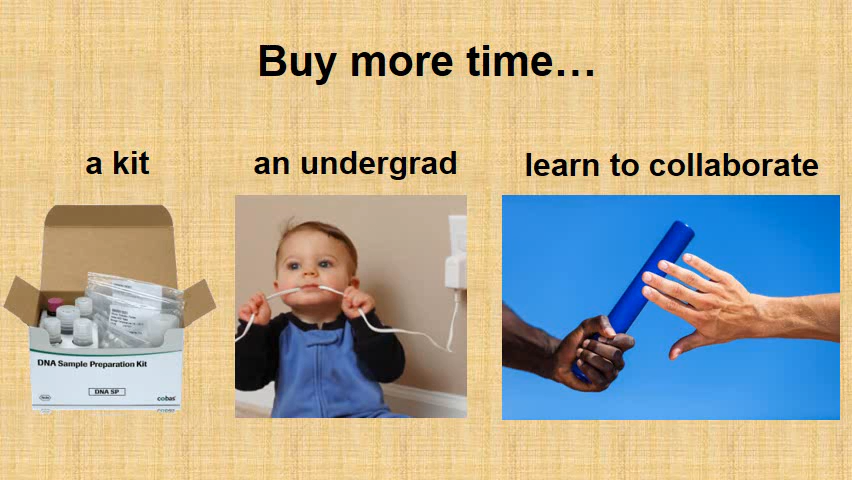 Buy more time…
a kit
an undergrad
learn to collaborate
DNA Sample Preparation Kit
DNA SP
cobas